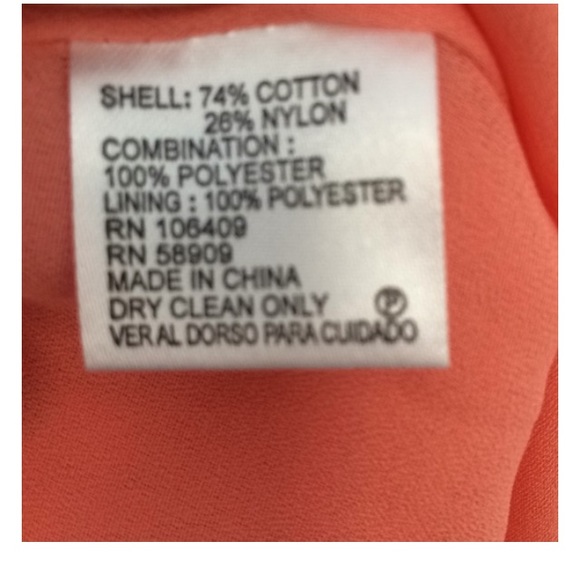 SHELL: 74% COTTON
26% NYLON
COMBINATION :
100% POLYESTER
LINING : 100% POLYESTER
RN 106409
RN 58909
MADE IN CHINA
DRY CLEAN ONLY Ⓟ
VER AL DORSO PARA CUIDADO